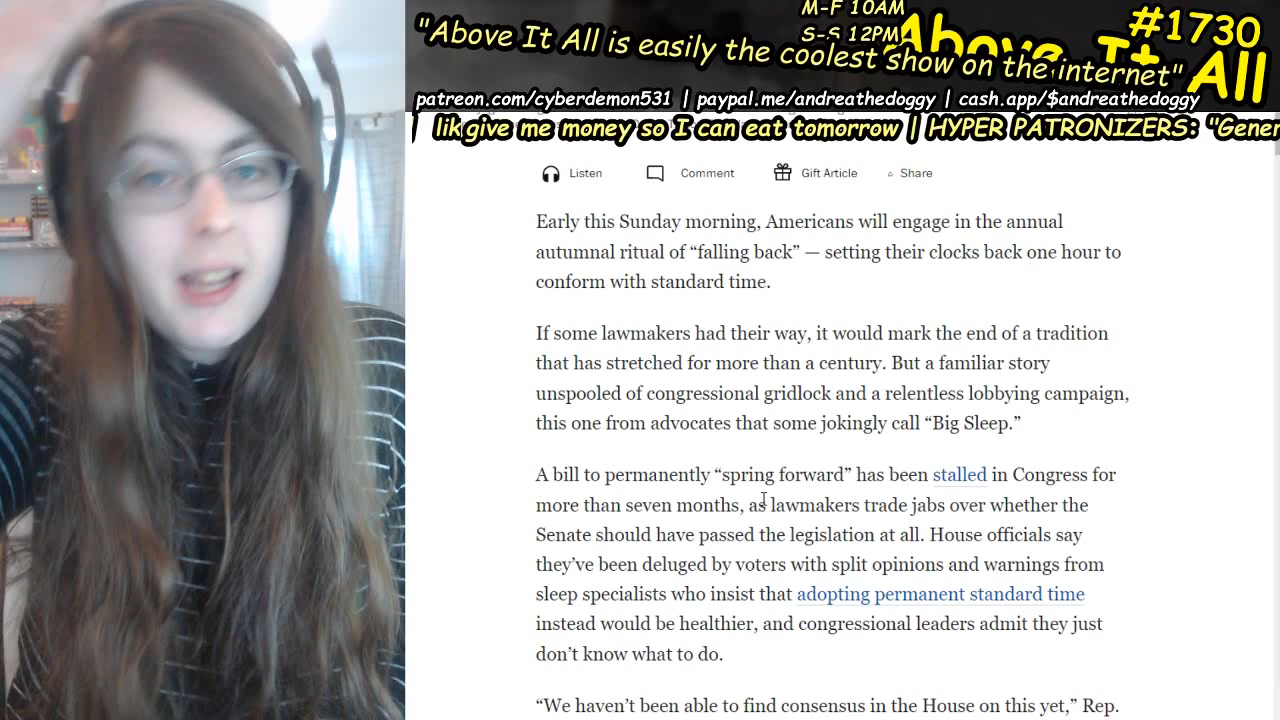 M-F 10AM
S-S 12PM
Above It All
#1730
"Above It All is easily the coolest show on the internet"
patreon.com/cyberdemon531 | paypal.me/andreathedoggy | cash.app/$andreathedoggy
| lik give me money so I can eat tomorrow | HYPER PATRONIZERS: "Gener
Listen Comment Gift Article Share
Early this Sunday morning, Americans will engage in the annual
autumnal ritual of “falling back” — setting their clocks back one hour to
conform with standard time.
If some lawmakers had their way, it would mark the end of a tradition
that has stretched for more than a century. But a familiar story
unspooled of congressional gridlock and a relentless lobbying campaign,
this one from advocates that some jokingly call “Big Sleep.”
A bill to permanently “spring forward” has been stalled in Congress for
more than seven months, as lawmakers trade jabs over whether the
Senate should have passed the legislation at all. House officials say
they’ve been deluged by voters with split opinions and warnings from
sleep specialists who insist that adopting permanent standard time
instead would be healthier, and congressional leaders admit they just
don’t know what to do.
“We haven’t been able to find consensus in the House on this yet,” Rep.